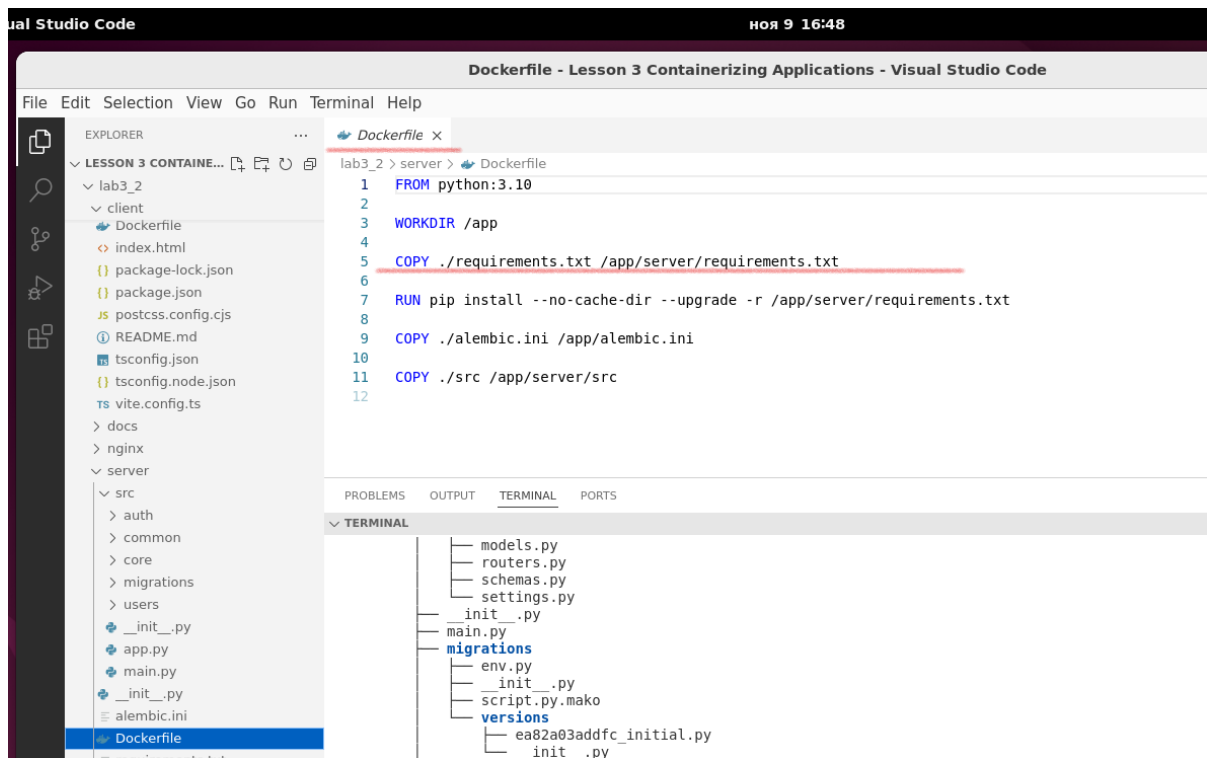 ual Studio Code
ноя 9 16:48
Dockerfile - Lesson 3 Containerizing Applications - Visual Studio Code
File Edit Selection View Go Run Terminal Help
EXPLORER
LESSON 3 CONTAINE...
lab3_2
client
Dockerfile
index.html
package-lock.json
package.json
postcss.config.cjs
README.md
tsconfig.json
tsconfig.node.json
vite.config.ts
docs
nginx
server
src
auth
common
core
migrations
users
__init__.py
app.py
main.py
__init__.py
alembic.ini
Dockerfile
Dockerfile
lab3_2 > server > Dockerfile
1 FROM python:3.10
2
3 WORKDIR /app
4
5 COPY ./requirements.txt /app/server/requirements.txt
6
7 RUN pip install --no-cache-dir --upgrade -r /app/server/requirements.txt
8
9 COPY ./alembic.ini /app/alembic.ini
10
11 COPY ./src /app/server/src
12
PROBLEMS OUTPUT TERMINAL PORTS
TERMINAL
│   ├── models.py
│   ├── routers.py
│   ├── schemas.py
│   └── settings.py
├── __init__.py
├── main.py
├── migrations
│   ├── env.py
│   ├── __init__.py
│   ├── script.py.mako
│   └── versions
│       ├── ea82a03addfc_initial.py
│       └── __init__.py